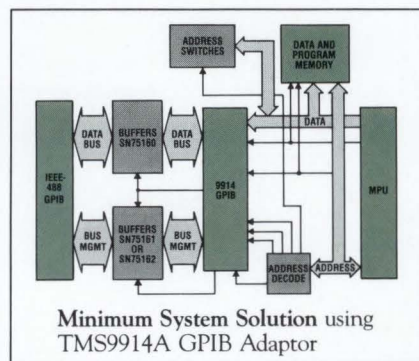 ADDRESS
SWITCHES
DATA AND
PROGRAM
MEMORY
IEEE-
488
GPIB
DATA
BUS
BUFFERS
SN75160
DATA
BUS
9914
GPIB
DATA
MPU
BUS
MGMT
BUFFERS
SN75161
OR
SN75162
BUS
MGMT
ADDRESS
DECODE
ADDRESS
Minimum System Solution using
TMS9914A GPIB Adaptor